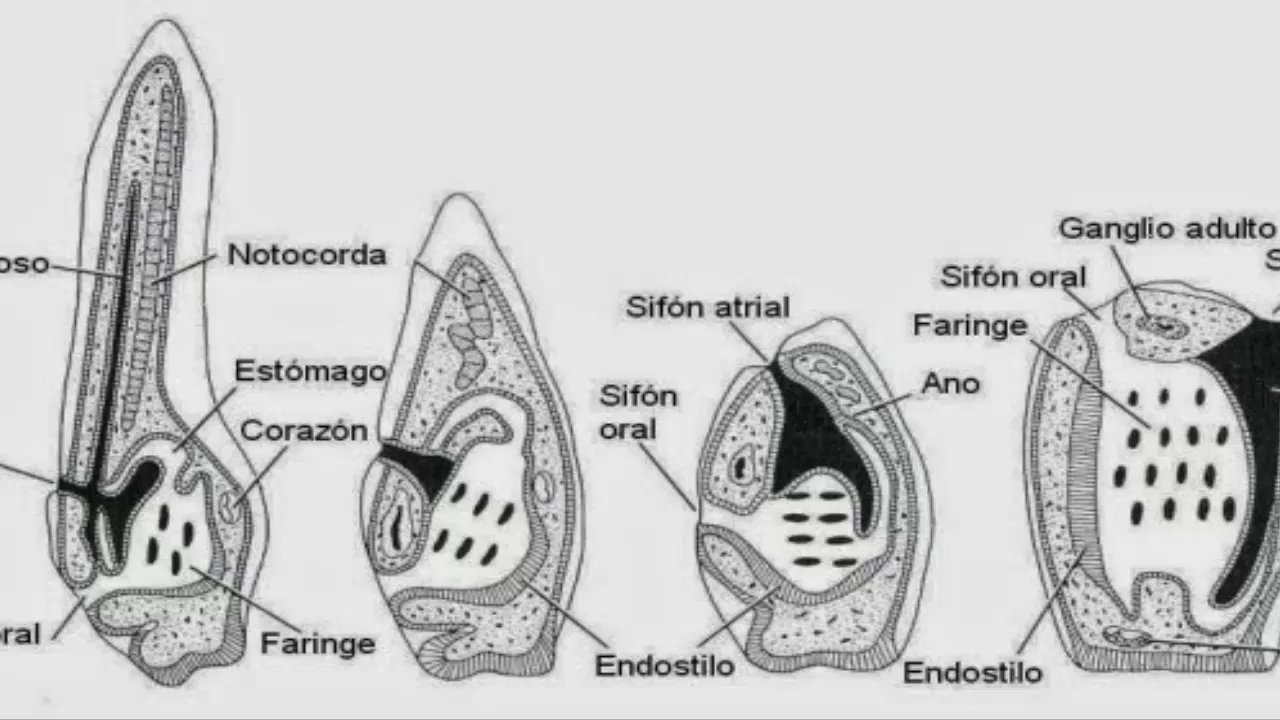 oso
Notocorda
Estómago
Corazón
oral
Faringe
Sifón atrial
Sifón
oral
Ano
Endostilo
Ganglio adulto
Sifón oral
Faringe
Endostilo
S